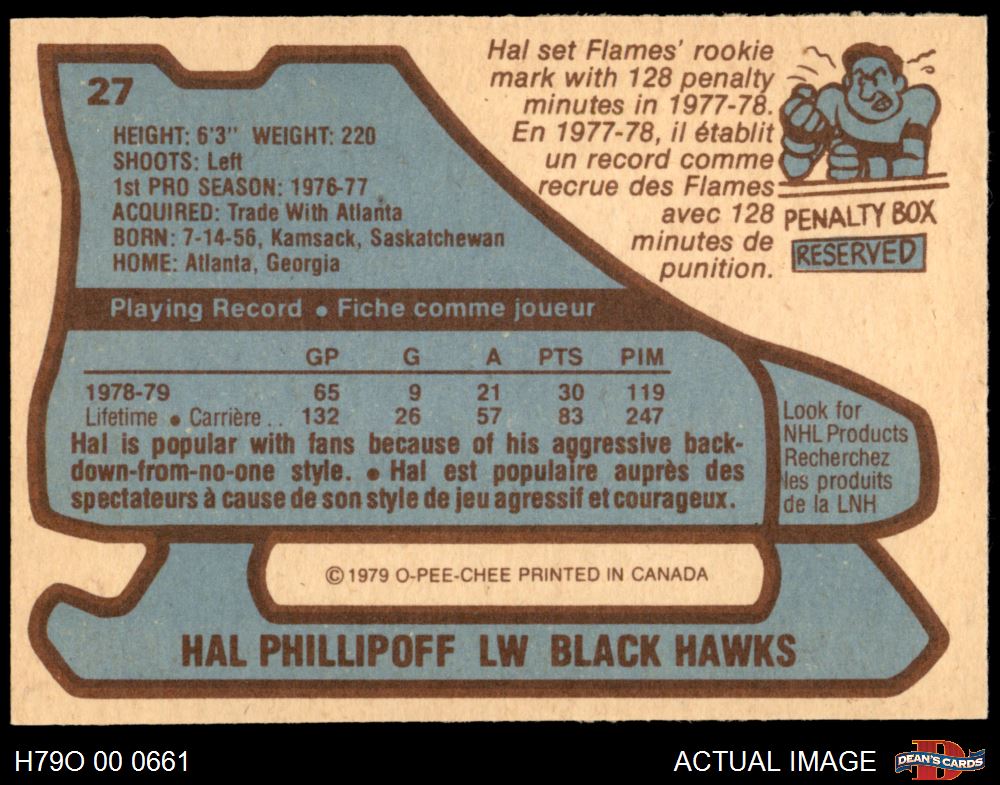 27
HEIGHT: 6'3" WEIGHT: 220
SHOOTS: Left
1st PRO SEASON: 1976-77
ACQUIRED: Trade With Atlanta
BORN: 7-14-56, Kamsack, Saskatchewan
HOME: Atlanta, Georgia
Hal set Flames' rookie
mark with 128 penalty
minutes in 1977-78.
En 1977-78, il établit
un record comme
recrue des Flames
avec 128
minutes de
punition.
PENALTY BOX
RESERVED
Playing Record • Fiche comme joueur
GP G A PTS PIM
1978-79 65 9 21 30 119
Lifetime • Carrière .. 132 26 57 83 247
Hal is popular with fans because of his aggressive back-
down-from-no-one style. • Hal est populaire auprès des
spectateurs à cause de son style de jeu agressif et courageux.
Look for
NHL Products
Recherchez
les produits
de la LNH
© 1979 O-PEE-CHEE PRINTED IN CANADA
HAL PHILLIPOFF LW BLACK HAWKS
H79O 00 0661
ACTUAL IMAGE
DEAN'S CARDS